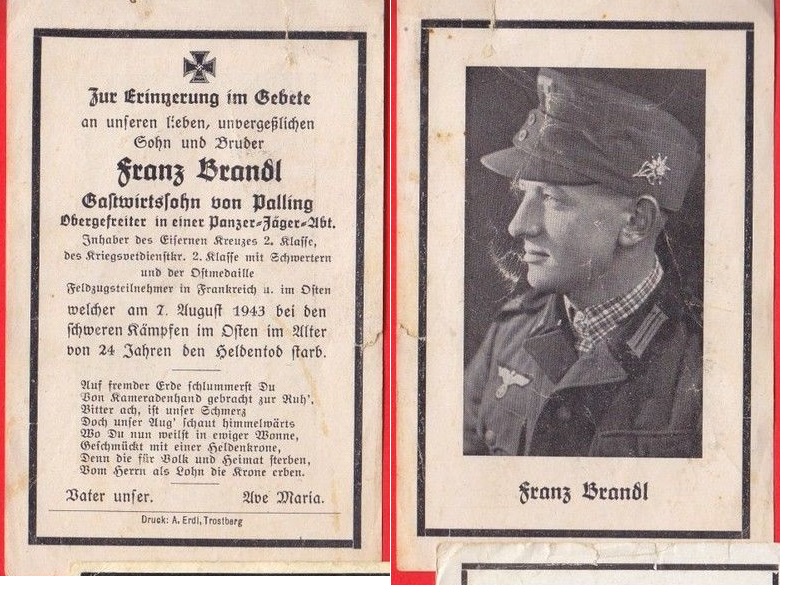 Zur Erinnerung im Gebete
an unseren lieben, unvergeßlichen
Sohn und Bruder
Franz Brandl
Gastwirtssohn von Palling
Obergefreiter in einer Panzer=Jäger=Abt.
Inhaber des Eisernen Kreuzes 2. Klasse,
des Kriegsvetdienstkr. 2. Klasse mit Schwertern
und der Ostmedaille
Feldzugsteilnehmer in Frankreich u. im Osten
welcher am 7. August 1943 bei den
schweren Kämpfen im Osten im Alter
von 24 Jahren den Heldentod starb.
Auf fremder Erde schlummerst Du
Von Kameradenhand gebracht zur Ruh'.
Bitter ach, ist unser Schmerz
Doch unser Aug' schaut himmelwärts
Wo Du nun weilst in ewiger Wonne,
Geschmückt mit einer Heldenkrone,
Denn die für Volk und Heimat sterben,
Vom Herrn als Lohn die Krone erben.
Vater unser. Ave Maria.
Druck: A. Erdl, Trostberg
Franz Brandl